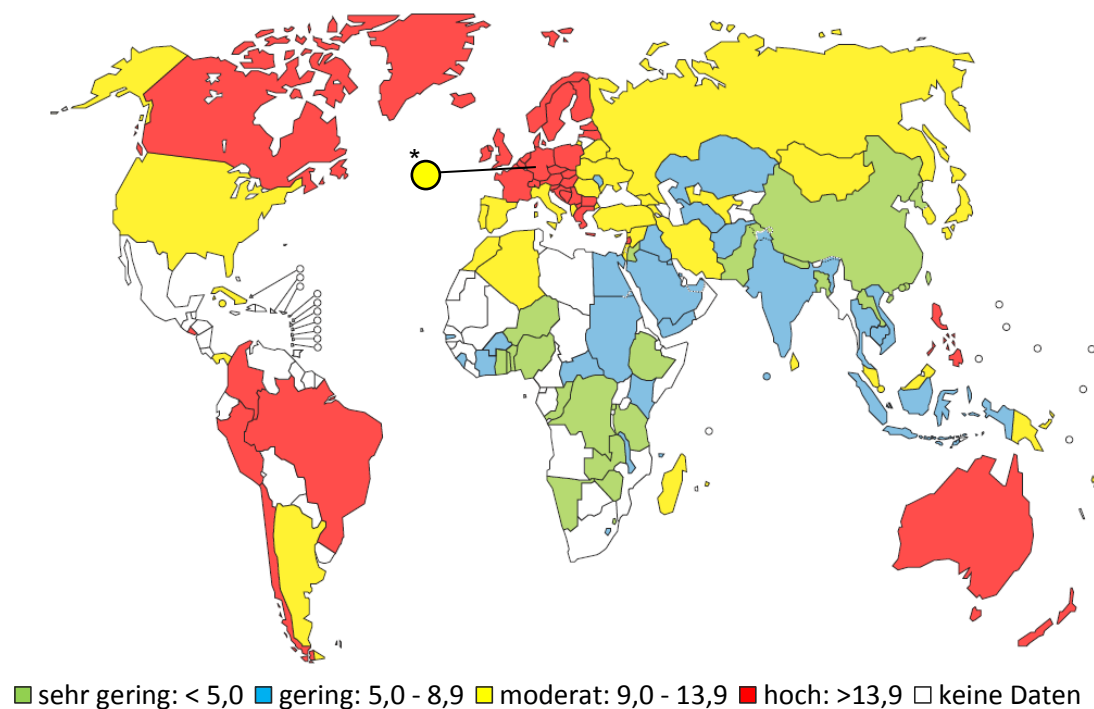 *
sehr gering: < 5,0 gering: 5,0 - 8,9 moderat: 9,0 - 13,9 hoch: >13,9 keine Daten